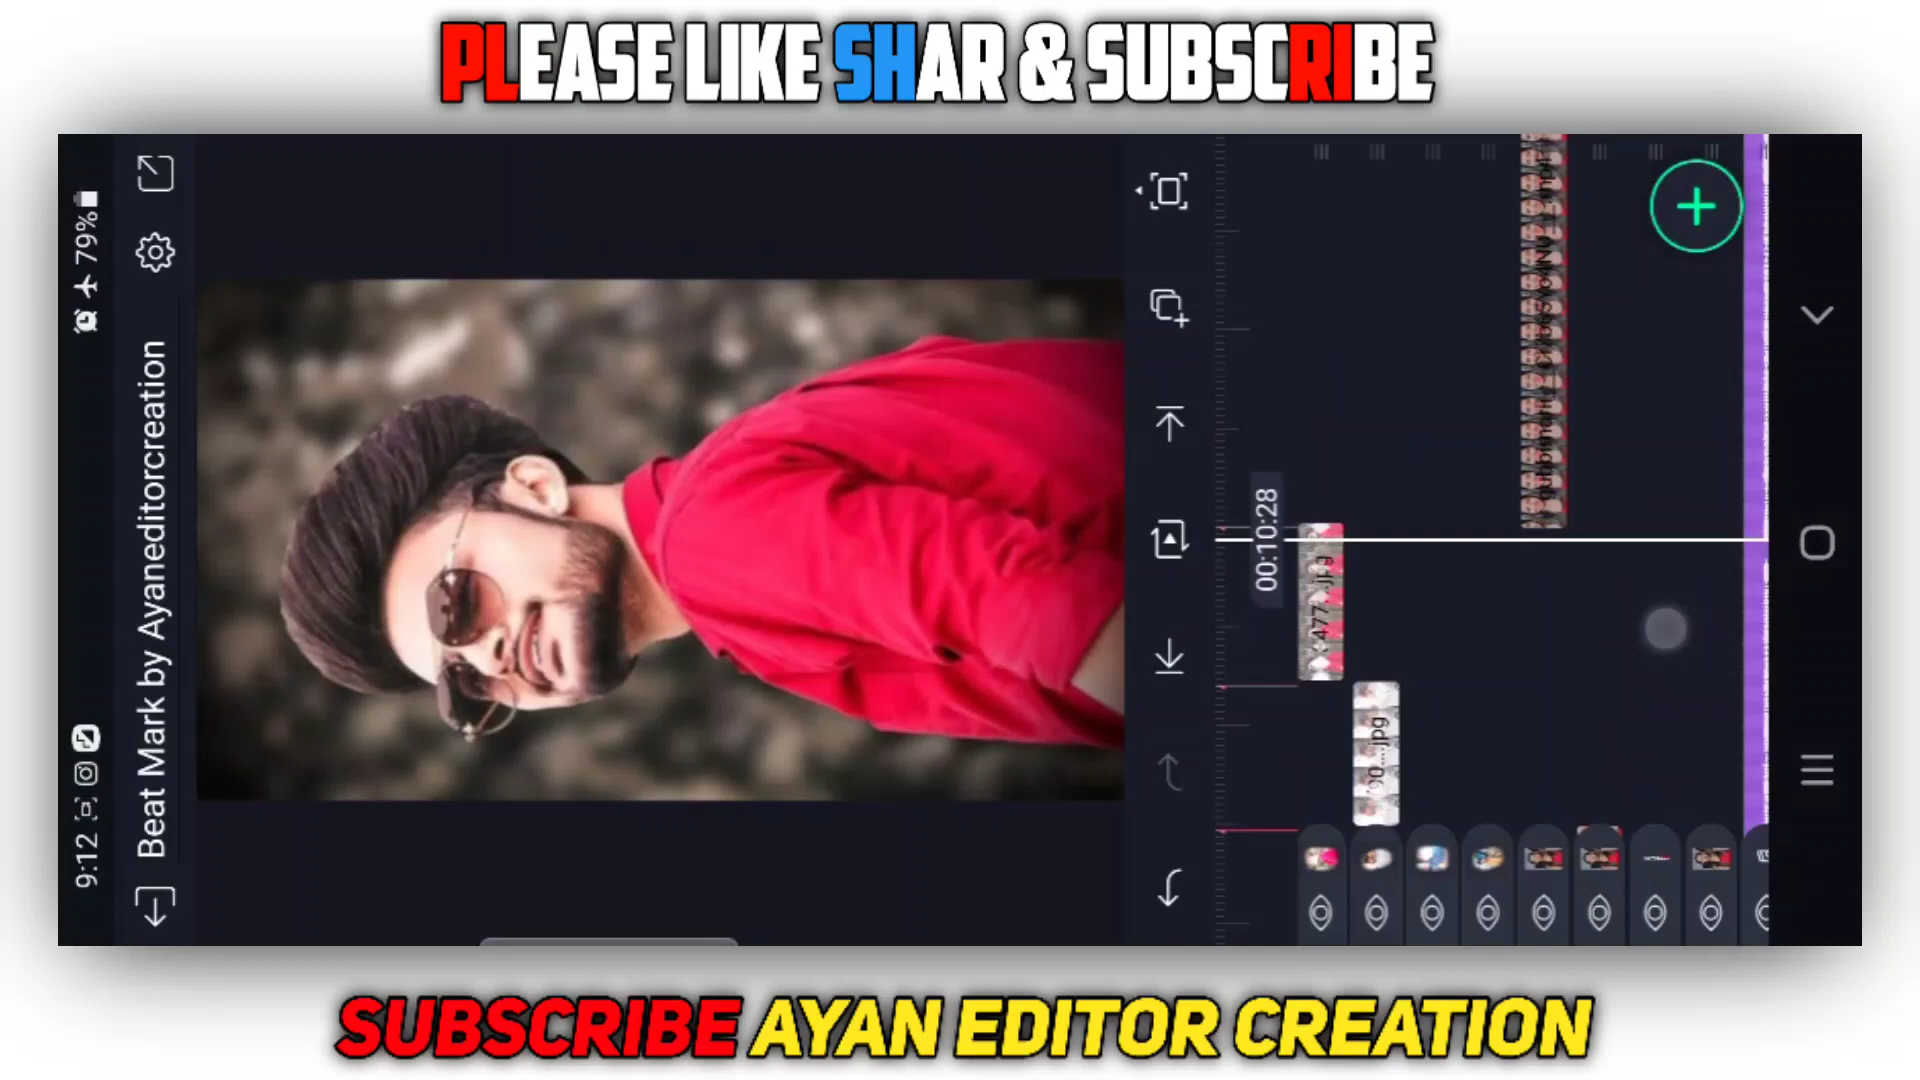 PLEASE LIKE SHAR & SUBSCRIBE
9:12
79%
Beat Mark by Ayaneditorcreation
00:10:28
SUBSCRIBE AYAN EDITOR CREATION